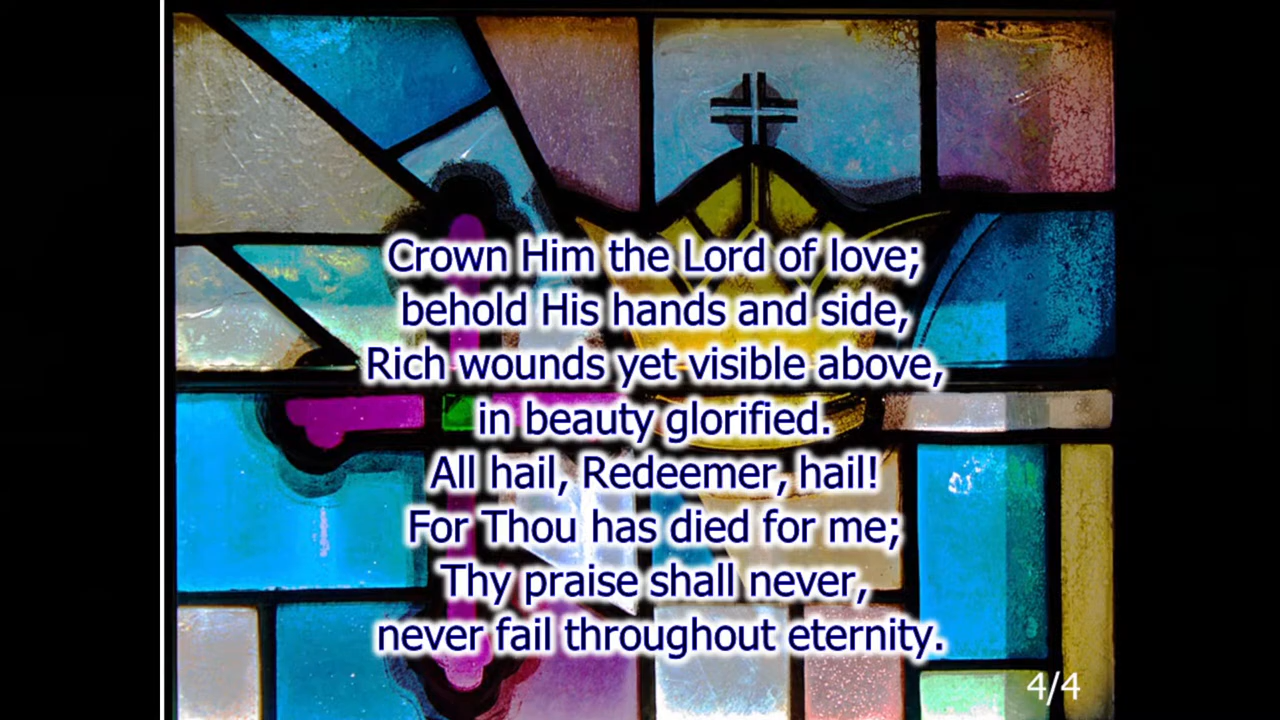 Crown Him the Lord of love;
behold His hands and side,
Rich wounds yet visible above,
in beauty glorified.
All hail, Redeemer, hail!
For Thou has died for me;
Thy praise shall never,
never fail throughout eternity.
4/4